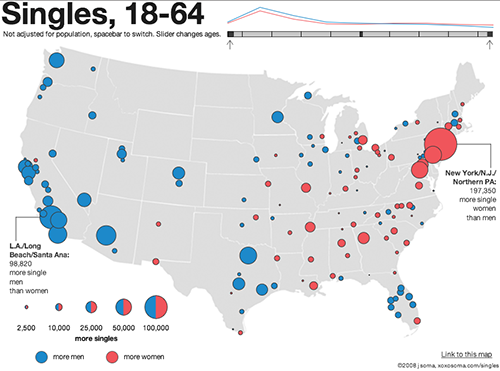 Singles, 18-64
Not adjusted for population, spacebar to switch. Slider changes ages.
New York/N.J./
Northern PA:
197,350
more single
women
than men
L.A/Long
Beach/Santa Ana:
98,820
more single
men
than women
2,500 10,000 25,000 50,000 100,000
more singles
more men more women
Link to this map
©2008 j soma, xoxosoma.com/singles